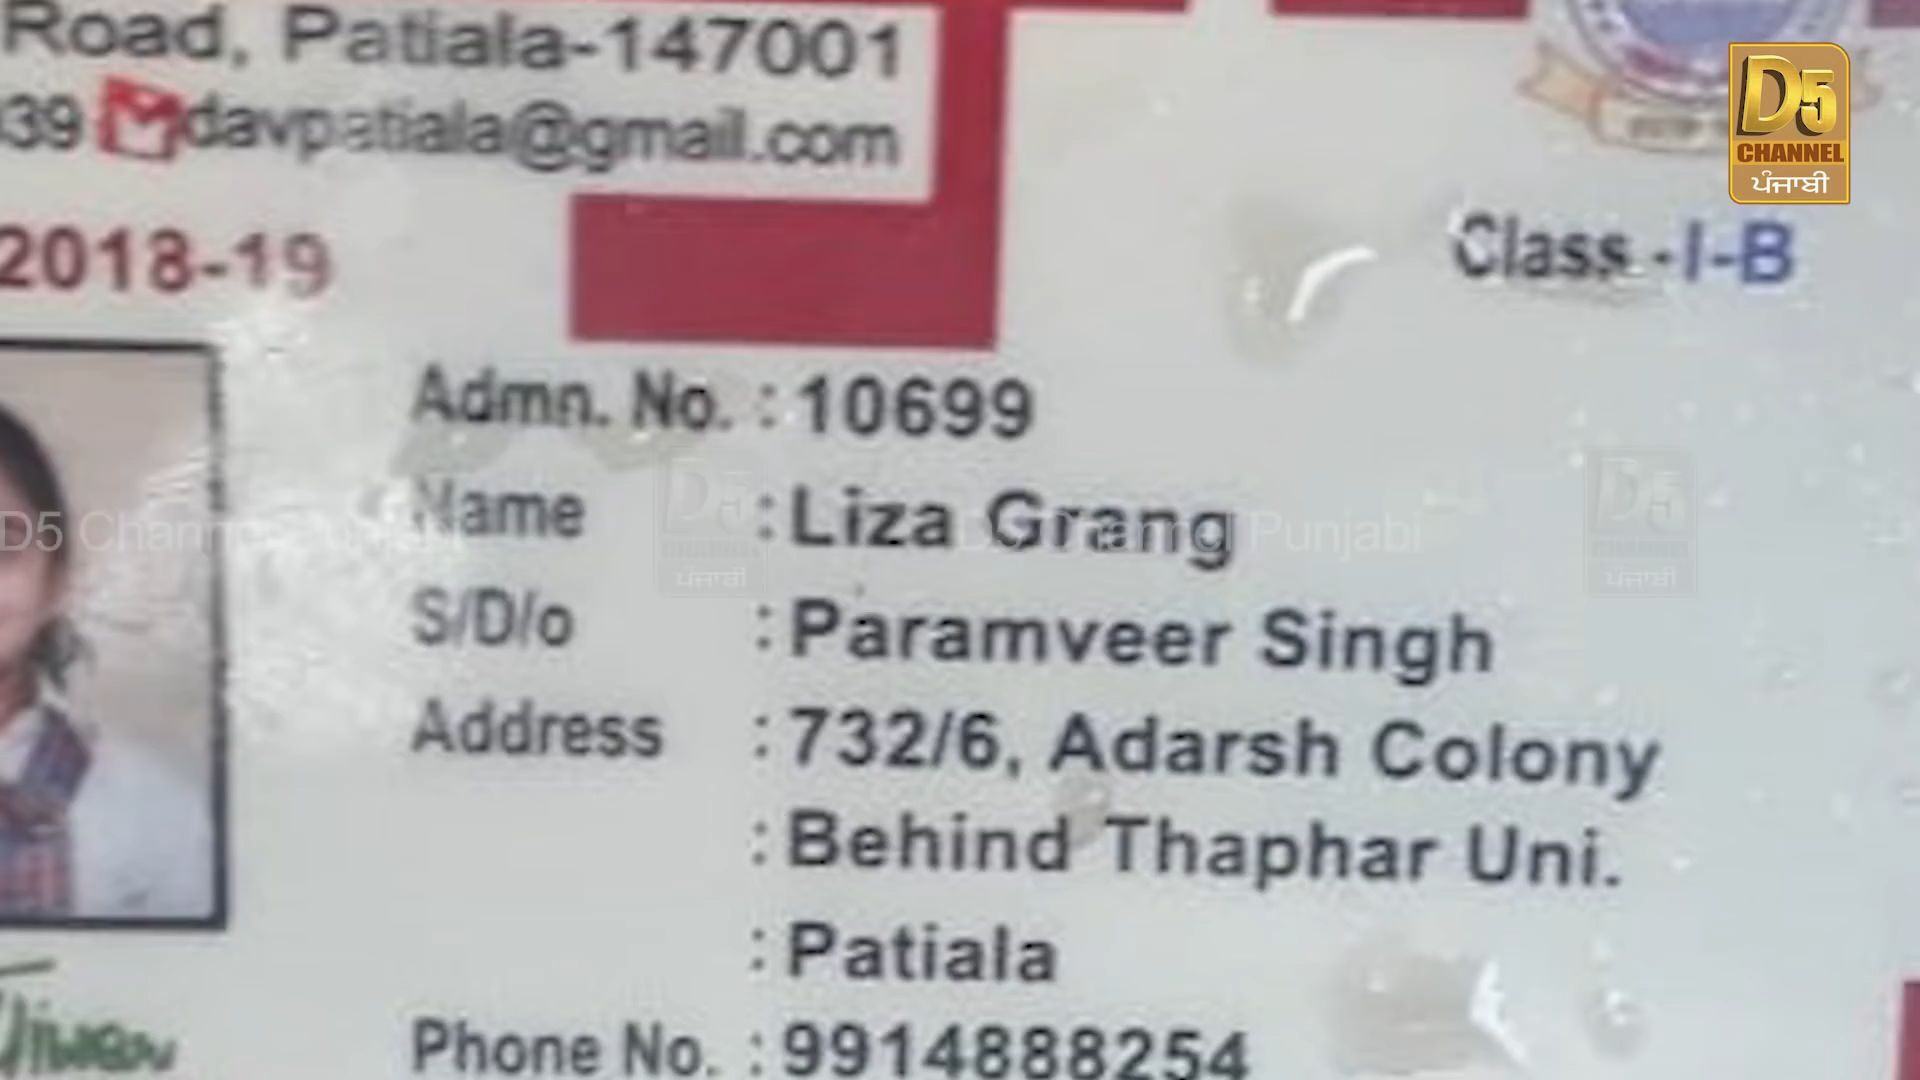 Road, Patiala-147001
39 davpatiala@gmail.com
D5
CHANNEL
ਪੰਜਾਬੀ
2018-19
Class -I-B
Admn. No. : 10699
Name : Liza Grang
S/D/o : Paramveer Singh
Address : 732/6, Adarsh Colony
: Behind Thaphar Uni.
: Patiala
Phone No. : 9914888254